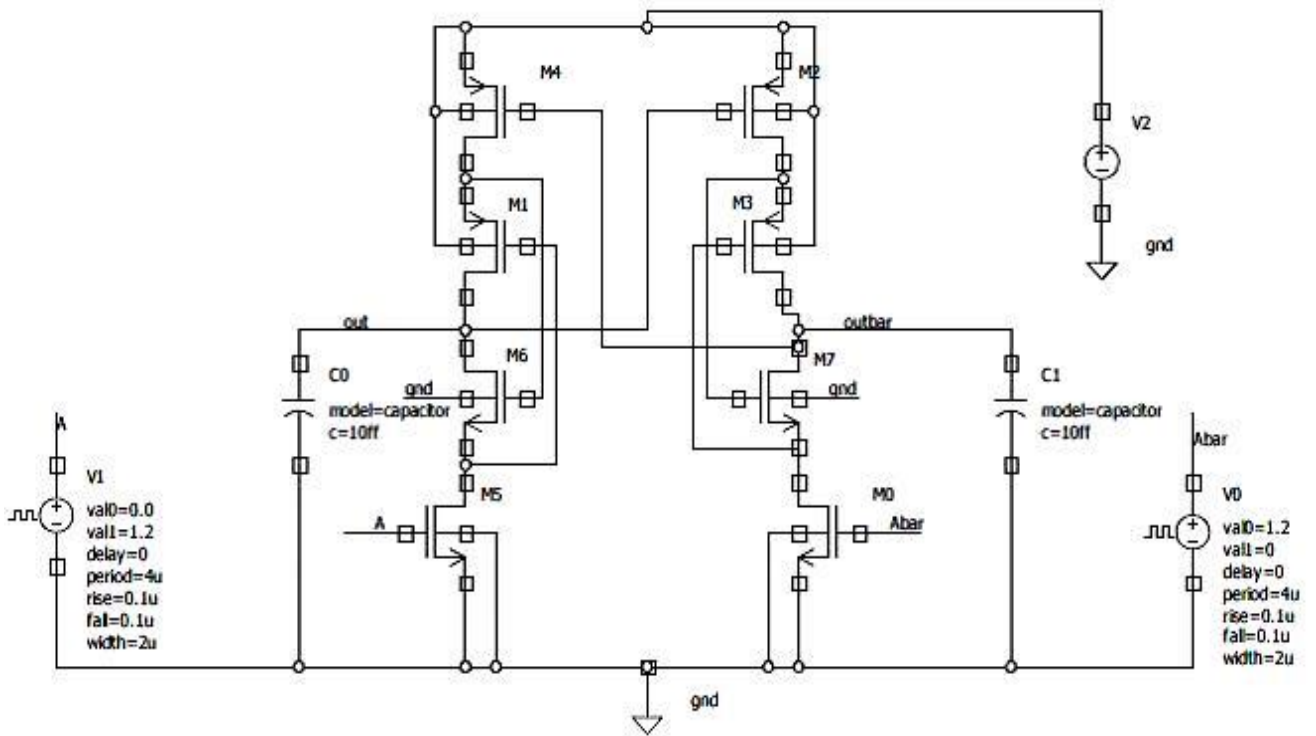 M4
M2
V2
M1
M3
gnd
out
outbar
M6
M7
C0
gnd
gnd
C1
model=capacitor
c=10ff
model=capacitor
c=10ff
A
Abar
V1
M5
M0
V0
val0=0.0
val1=1.2
delay=0
period=4u
rise=0.1u
fall=0.1u
width=2u
A
Abar
val0=1.2
val1=0
delay=0
period=4u
rise=0.1u
fall=0.1u
width=2u
gnd